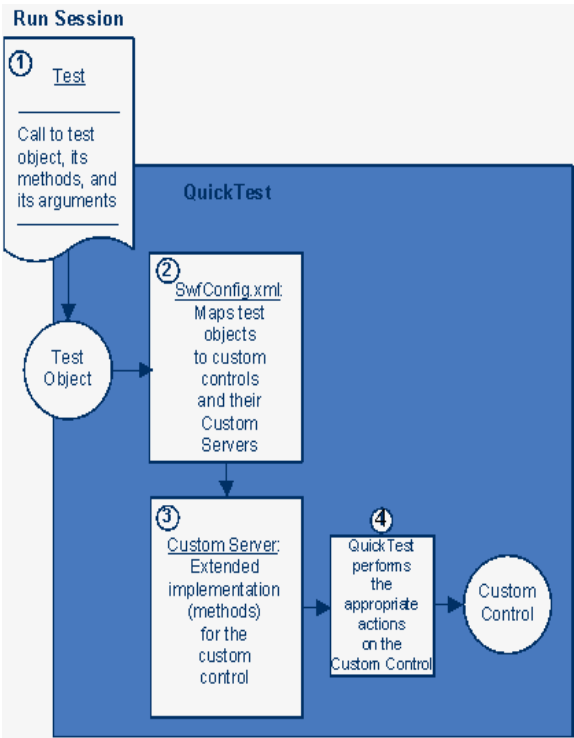 Run Session
1
Test
Call to test
object, its
methods, and
its arguments
QuickTest
Test
Object
2
SwfConfig.xml:
Maps test
objects
to custom
controls
and their
Custom
Servers
3
Custom Server:
Extended
implementation
(methods)
for the
custom
control
4
QuickTest
performs
the
appropriate
actions
on the
Custom Control
Custom
Control